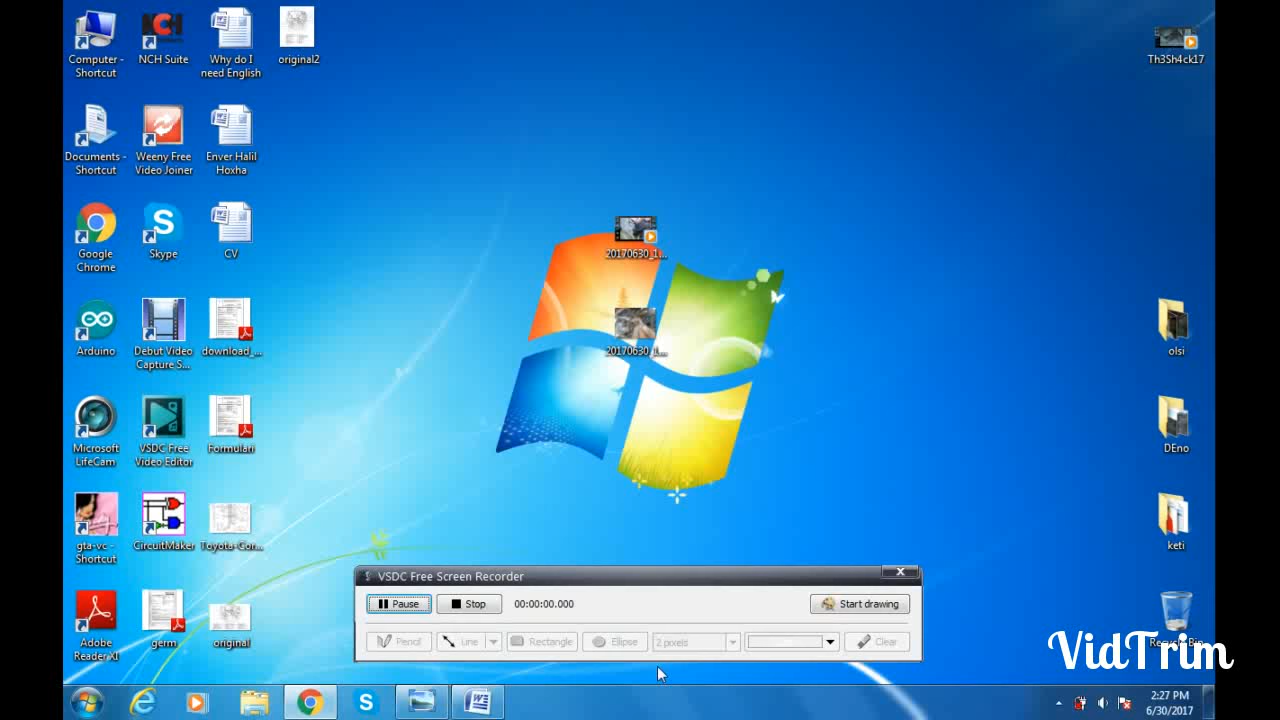 Computer -
Shortcut
NCH
NCH Suite
Why do I
need English
original2
Th3Sh4ck17
Documents -
Shortcut
Weeny Free
Video Joiner
Enver Halil
Hoxha
Google
Chrome
Skype
CV
20170630_1...
Arduino
Debut Video
Capture S...
download_...
20170630_1...
olsi
Microsoft
LifeCam
VSDC Free
Video Editor
Formulari
DEno
gta-vc -
Shortcut
CircuitMaker
Toyota-Cor...
keti
Adobe
Reader XI
germ
original
Recycle Bin
VSDC Free Screen Recorder
Pause
Stop
00:00:00.000
Start drawing
Pencil
Line
Rectangle
Ellipse
2 pixels
Clear
VidTrim
2:27 PM
6/30/2017